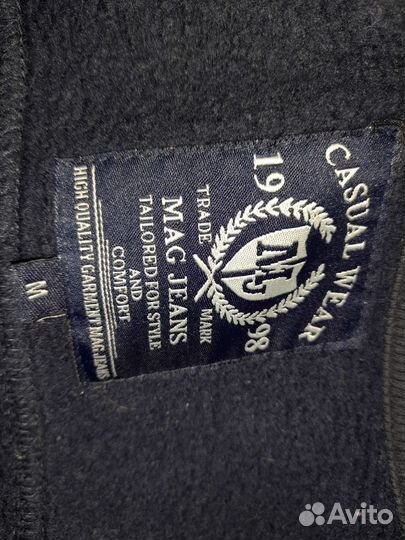 CASUAL WEAR
19 98
TRADE MARK
MAG JEANS
TAILORED FOR STYLE
AND
COMFORT
HIGH QUALITY GARMENT MAG JEANS
M
Avito